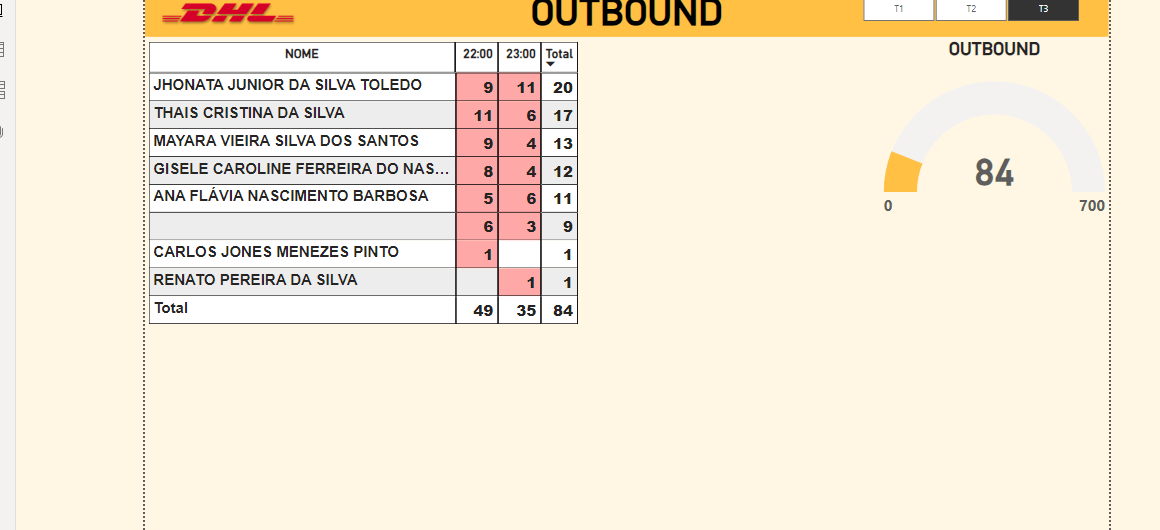 DHL
OUTBOUND
T1 T2 T3
NOME 22:00 23:00 Total
JHONATA JUNIOR DA SILVA TOLEDO 9 11 20
THAIS CRISTINA DA SILVA 11 6 17
MAYARA VIEIRA SILVA DOS SANTOS 9 4 13
GISELE CAROLINE FERREIRA DO NAS... 8 4 12
ANA FLÁVIA NASCIMENTO BARBOSA 5 6 11
6 3 9
CARLOS JONES MENEZES PINTO 1 1
RENATO PEREIRA DA SILVA 1 1
Total 49 35 84
OUTBOUND
84
0 700